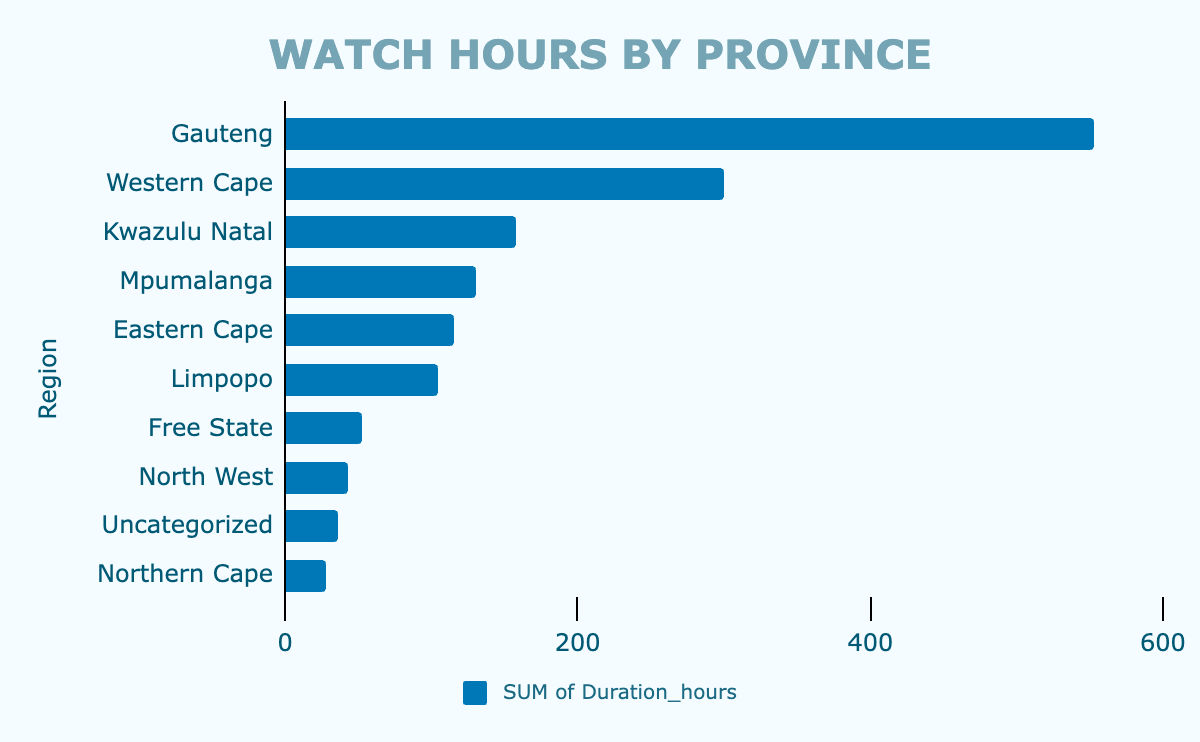 WATCH HOURS BY PROVINCE
Gauteng
Western Cape
Kwazulu Natal
Mpumalanga
Eastern Cape
Limpopo
Free State
North West
Uncategorized
Northern Cape
Region
0 200 400 600
SUM of Duration_hours